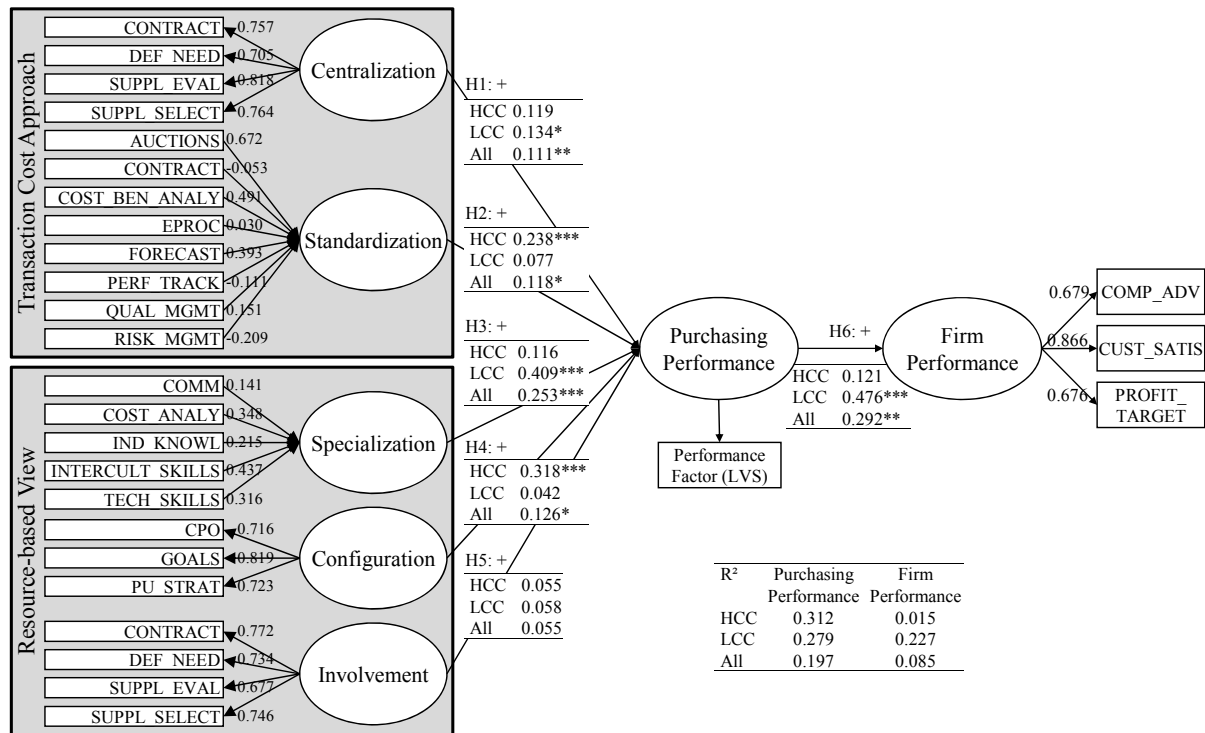 Transaction Cost Approach
CONTRACT 0.757
DEF_NEED 0.705
SUPPL_EVAL 0.818
SUPPL_SELECT 0.764
Centralization
AUCTIONS 0.672
CONTRACT -0.053
COST_BEN_ANALY 0.491
EPROC 0.030
FORECAST 0.393
PERF_TRACK -0.111
QUAL_MGMT 0.151
RISK_MGMT -0.209
Standardization
Resource-based View
COMM 0.141
COST_ANALY 0.348
IND_KNOWL 0.215
INTERCULT_SKILLS 0.437
TECH_SKILLS 0.316
Specialization
CPO 0.716
GOALS 0.819
PU_STRAT 0.723
Configuration
CONTRACT 0.772
DEF_NEED 0.734
SUPPL_EVAL 0.677
SUPPL_SELECT 0.746
Involvement
H1: +
HCC 0.119
LCC 0.134*
All 0.111**
H2: +
HCC 0.238***
LCC 0.077
All 0.118*
H3: +
HCC 0.116
LCC 0.409***
All 0.253***
H4: +
HCC 0.318***
LCC 0.042
All 0.126*
H5: +
HCC 0.055
LCC 0.058
All 0.055
Purchasing
Performance
Performance
Factor (LVS)
H6: +
HCC 0.121
LCC 0.476***
All 0.292**
Firm
Performance
0.679 COMP_ADV
0.866 CUST_SATIS
0.676 PROFIT_
TARGET
R² Purchasing Firm
Performance Performance
HCC 0.312 0.015
LCC 0.279 0.227
All 0.197 0.085